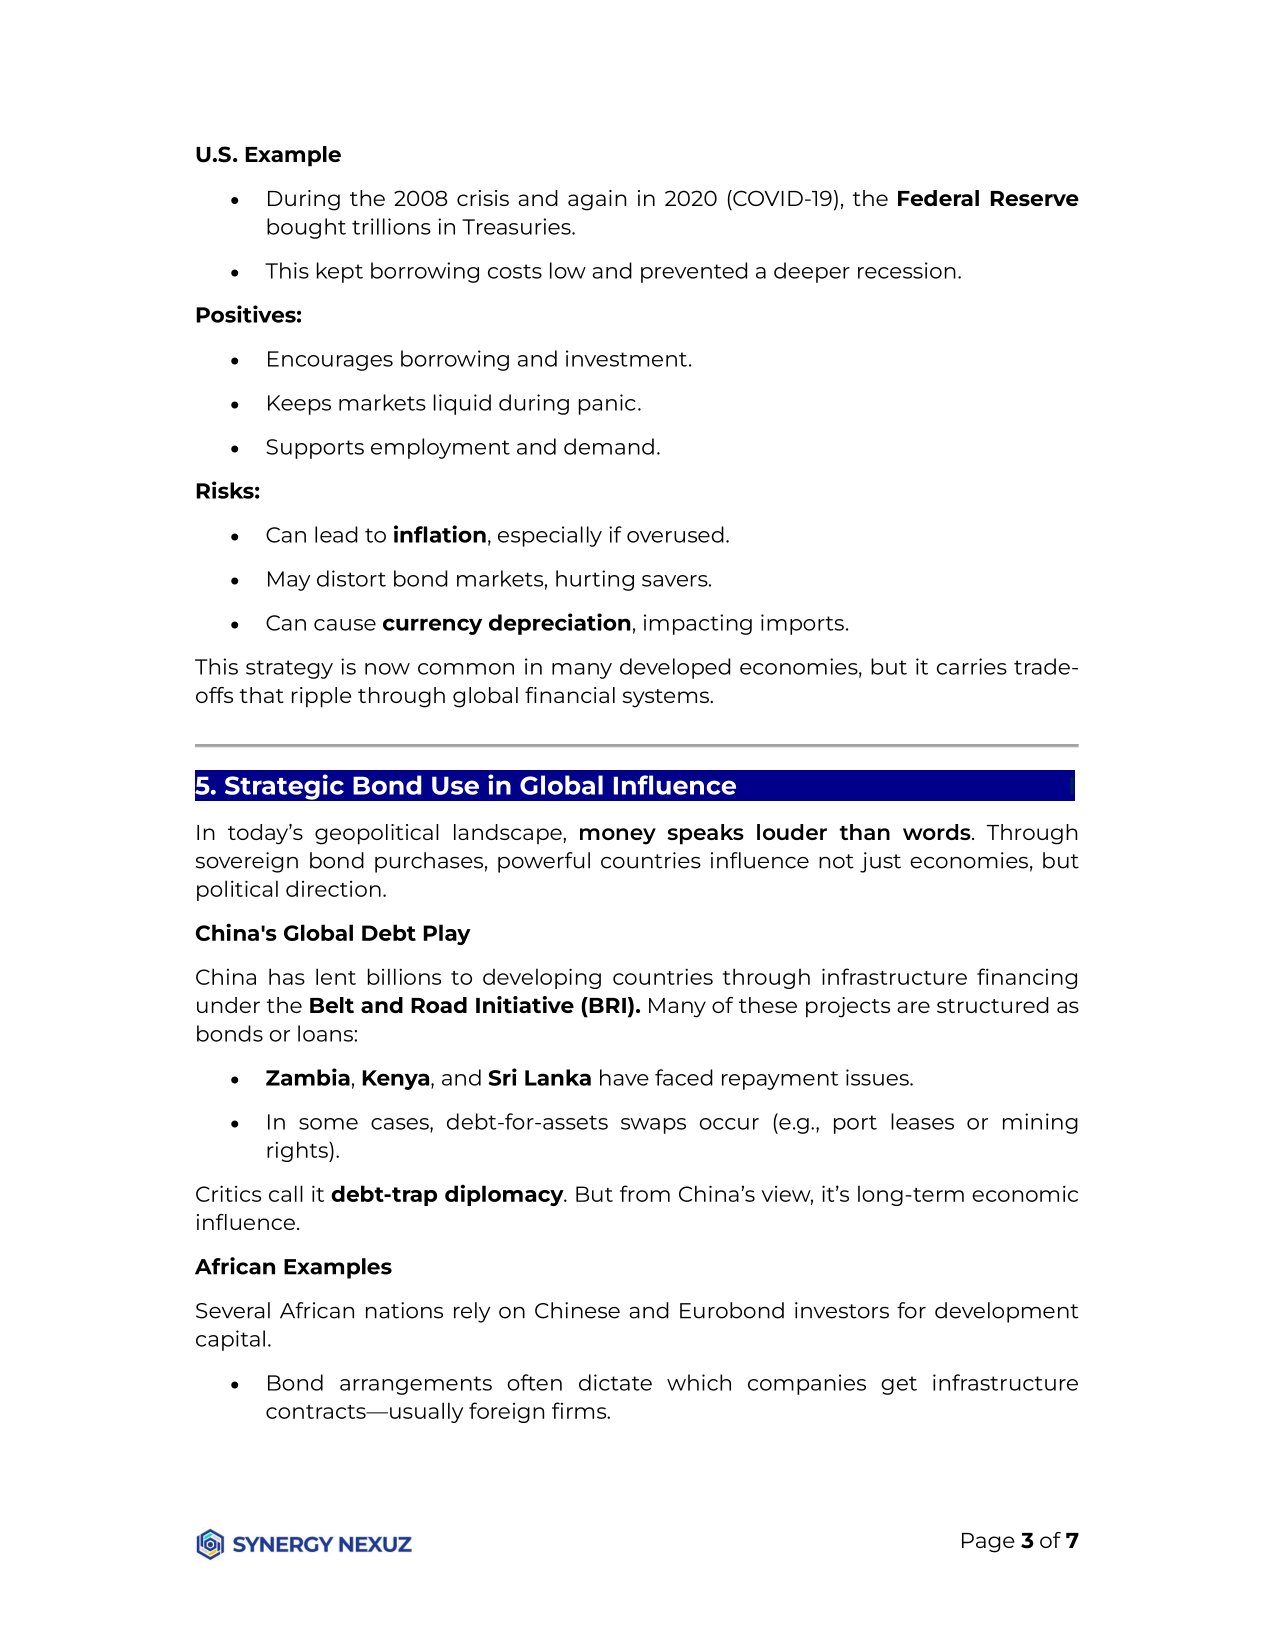 U.S. Example
• During the 2008 crisis and again in 2020 (COVID-19), the Federal Reserve
bought trillions in Treasuries.
• This kept borrowing costs low and prevented a deeper recession.
Positives:
• Encourages borrowing and investment.
• Keeps markets liquid during panic.
• Supports employment and demand.
Risks:
• Can lead to inflation, especially if overused.
• May distort bond markets, hurting savers.
• Can cause currency depreciation, impacting imports.
This strategy is now common in many developed economies, but it carries trade-
offs that ripple through global financial systems.
5. Strategic Bond Use in Global Influence
In today’s geopolitical landscape, money speaks louder than words. Through
sovereign bond purchases, powerful countries influence not just economies, but
political direction.
China's Global Debt Play
China has lent billions to developing countries through infrastructure financing
under the Belt and Road Initiative (BRI). Many of these projects are structured as
bonds or loans:
• Zambia, Kenya, and Sri Lanka have faced repayment issues.
• In some cases, debt-for-assets swaps occur (e.g., port leases or mining
rights).
Critics call it debt-trap diplomacy. But from China’s view, it’s long-term economic
influence.
African Examples
Several African nations rely on Chinese and Eurobond investors for development
capital.
• Bond arrangements often dictate which companies get infrastructure
contracts—usually foreign firms.
SYNERGY NEXUZ
Page 3 of 7